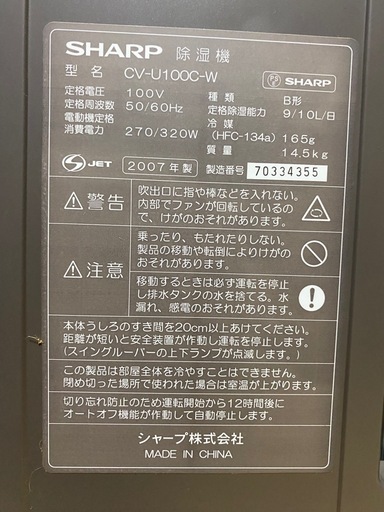 SHARP 除湿機
型 名 CV-U100C-W
PS E SHARP
定格電圧 100V
定格周波数 50/60Hz
電動機定格
消費電力 270/320W
種 類 B形
定格除湿能力 9/10L/日
冷 媒
(HFC-134a) 165g
質 量 14.5kg
S JET 2007年製 製造番号 70334355
警告
吹出口に指や棒などを入れない。
内部でファンが回転しているの
で、けがのおそれがあります。
注意
乗ったり、もたれたりしない。
製品の移動や転倒によりけがの
おそれがあります。
移動するときは必ず運転を停止
し排水タンクの水を捨てる。水
漏れ、感電のおそれがあります。
本体うしろのすき間を20cm以上あけてください。
距離が短いと安全装置が作動し運転を停止します。
(スイングルーバーの上下ランプが点滅します。)
この製品は部屋全体を冷やすことはできません。
閉め切った場所で使われた場合は室温が上がります。
切り忘れ防止のため運転開始から12時間後に
オートオフ機能が作動して自動停止します。
シャープ株式会社
MADE IN CHINA